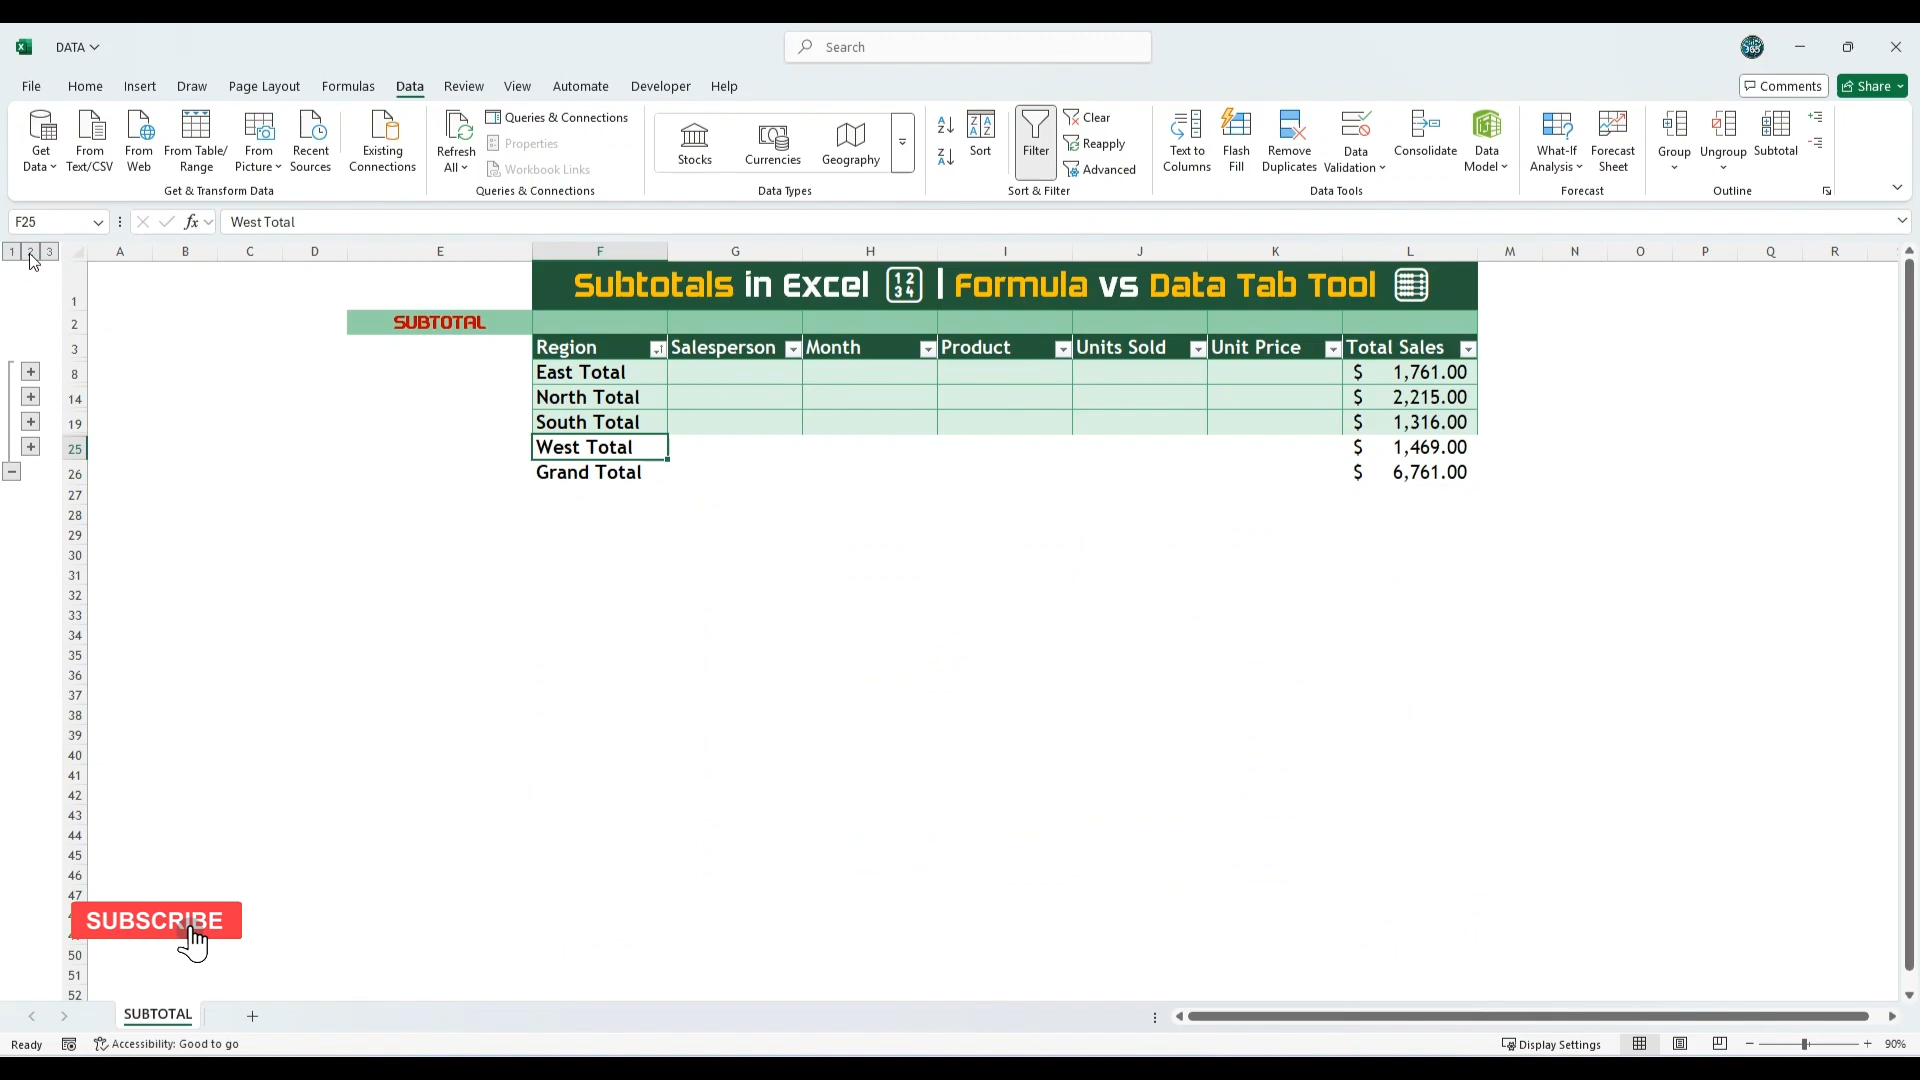 DATA
Search
File Home Insert Draw Page Layout Formulas Data Review View Automate Developer Help
Comments Share
Get Data
From Text/CSV
From Web
From Table/ Range
From Picture
Recent Sources
Existing Connections
Get & Transform Data
Refresh All
Queries & Connections
Properties
Workbook Links
Queries & Connections
Stocks Currencies Geography
Data Types
Sort
Filter
Clear
Reapply
Advanced
Sort & Filter
Text to Columns
Flash Fill
Remove Duplicates
Data Validation
Consolidate
Data Model
Data Tools
What-If Analysis
Forecast Sheet
Forecast
Group
Ungroup
Subtotal
Outline
F25 fx West Total
1 2 3 A B C D E F G H I J K L M N O P Q R
1 Subtotals in Excel 1 2 3 4 | Formula vs Data Tab Tool
2 SUBTOTAL
3 Region Salesperson Month Product Units Sold Unit Price Total Sales
8 East Total $ 1,761.00
14 North Total $ 2,215.00
19 South Total $ 1,316.00
25 West Total $ 1,469.00
26 Grand Total $ 6,761.00
27
28
29
30
31
32
33
34
35
36
37
38
39
40
41
42
43
44
45
46
47
SUBSCRIBE
50
51
52
SUBTOTAL
Ready Accessibility: Good to go Display Settings 90%